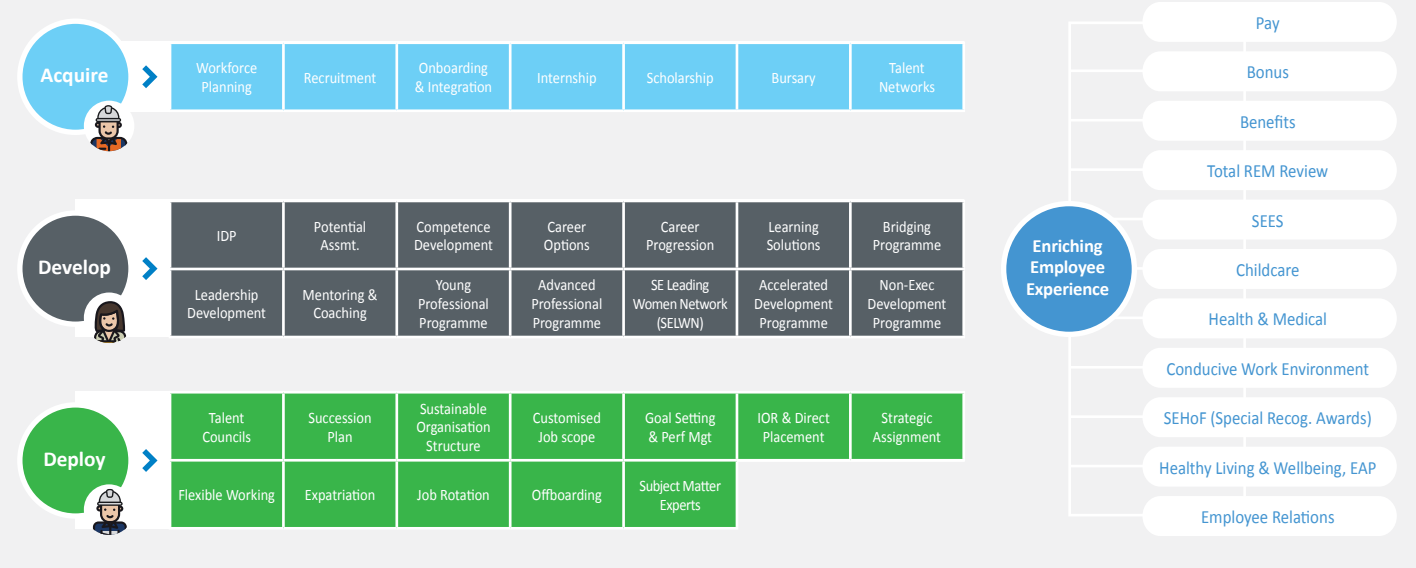 Acquire
Workforce
Planning
Recruitment
Onboarding
& Integration
Internship
Scholarship
Bursary
Talent
Networks
Develop
IDP
Potential
Assmt.
Competence
Development
Career
Options
Career
Progression
Learning
Solutions
Bridging
Programme
Leadership
Development
Mentoring &
Coaching
Young
Professional
Programme
Advanced
Professional
Programme
SE Leading
Women Network
(SELWN)
Accelerated
Development
Programme
Non-Exec
Development
Programme
Deploy
Talent
Councils
Succession
Plan
Sustainable
Organisation
Structure
Customised
Job scope
Goal Setting
& Perf Mgt
IOR & Direct
Placement
Strategic
Assignment
Flexible Working
Expatriation
Job Rotation
Offboarding
Subject Matter
Experts
Enriching
Employee
Experience
Pay
Bonus
Benefits
Total REM Review
SEES
Childcare
Health & Medical
Conducive Work Environment
SEHoF (Special Recog. Awards)
Healthy Living & Wellbeing, EAP
Employee Relations